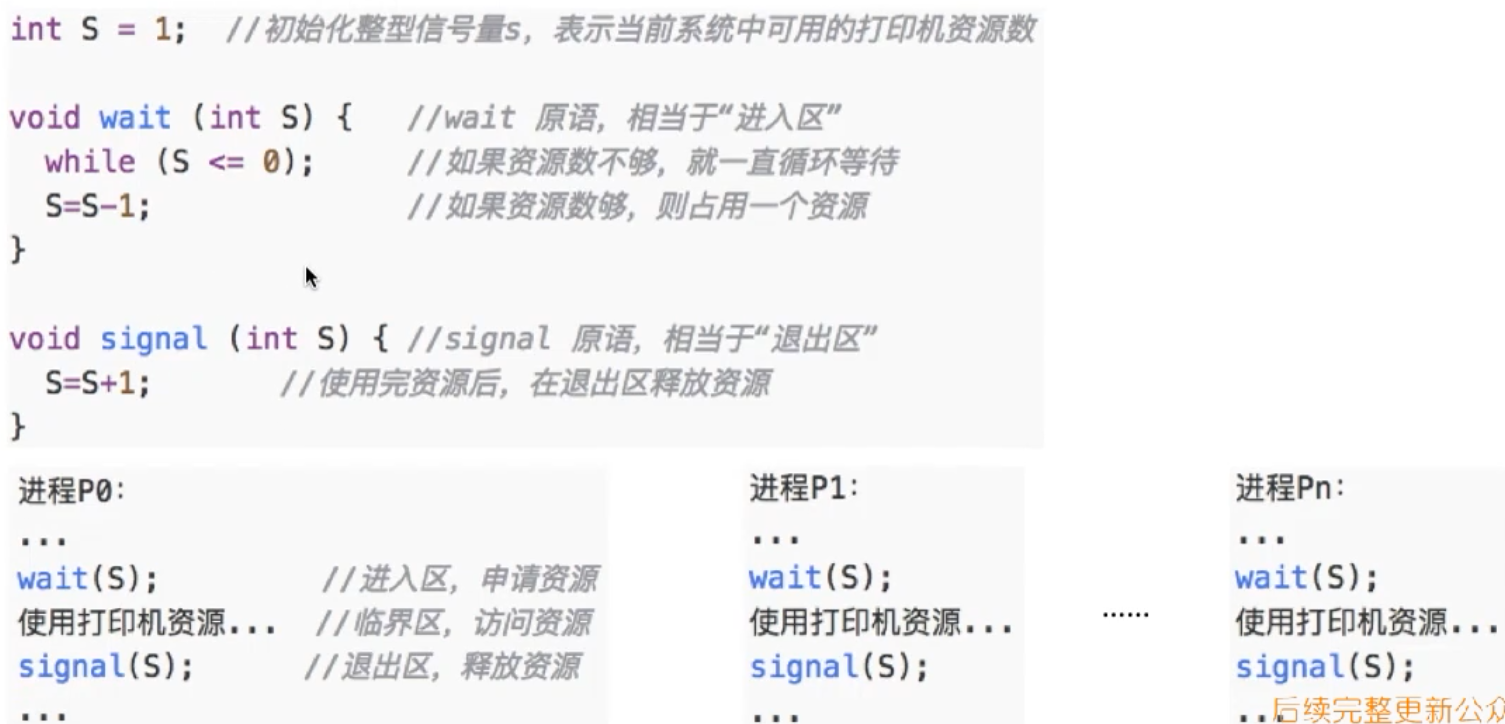 int S = 1;  //初始化整型信号量s，表示当前系统中可用的打印机资源数
void wait (int S) {   //wait 原语，相当于“进入区”
while (S <= 0);   //如果资源数不够，就一直循环等待
S=S-1;   //如果资源数够，则占用一个资源
}
void signal (int S) { //signal 原语，相当于“退出区”
S=S+1;   //使用完资源后，在退出区释放资源
}
进程P0：
...
wait(S);   //进入区，申请资源
使用打印机资源...   //临界区，访问资源
signal(S);   //退出区，释放资源
...
进程P1：
...
wait(S);
使用打印机资源...
signal(S);
...
......
进程Pn：
...
wait(S);
使用打印机资源...
signal(S);
...
后续完整更新公众